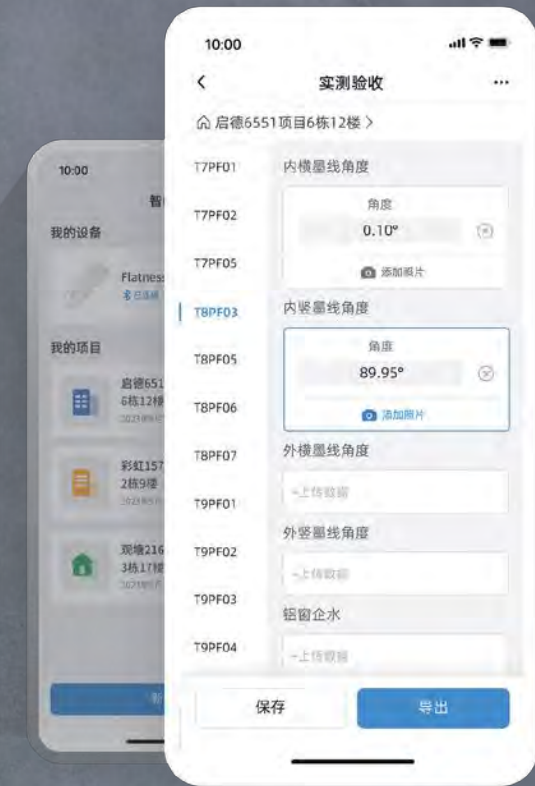 10:00
我的设备
Flatness
已连接
我的项目
启德651
6栋12楼
彩虹157
2栋9楼
观塘216
3栋17楼
10:00
实测验收
启德6551项目6栋12楼 >
T7PF01
T7PF02
T7PF05
T8PF03
T8PF05
T8PF06
T8PF07
T9PF01
T9PF02
T9PF03
T9PF04
内横墨线角度
角度
0.10°
添加照片
内竖墨线角度
角度
89.95°
添加照片
外横墨线角度
上传数据
外竖墨线角度
上传数据
铝窗企水
上传数据
保存
导出